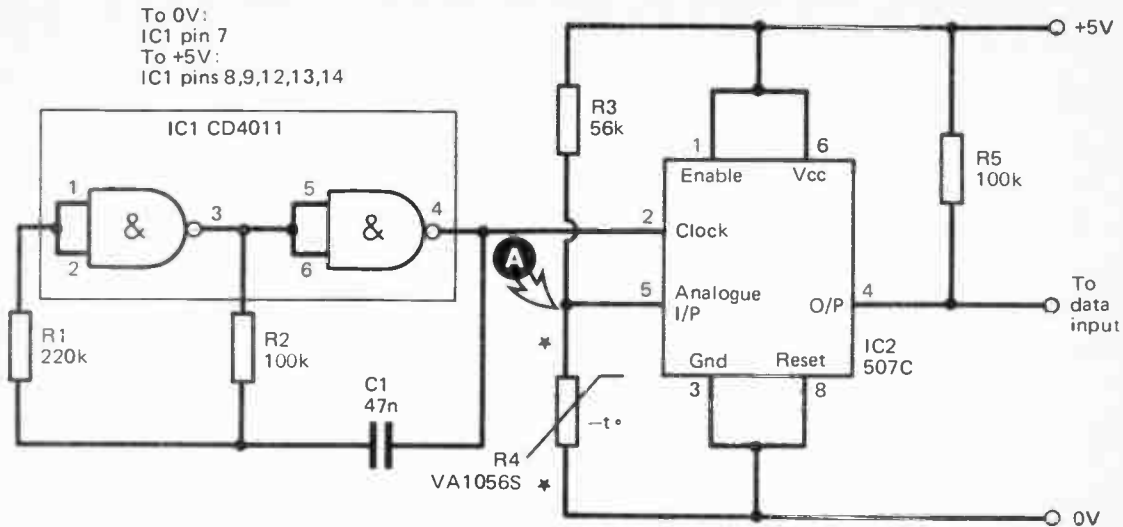 To 0V:
IC1 pin 7
To +5V:
IC1 pins 8,9,12,13,14
IC1 CD4011
1
2
&
3
5
6
&
4
R1
220k
R2
100k
C1
47n
A
R3
56k
+5V
1
6
Enable
Vcc
2
Clock
5
Analogue
I/P
O/P
4
Gnd
Reset
3
8
IC2
507C
R5
100k
To
data
input
★
−t°
R4
VA1056S ★
0V